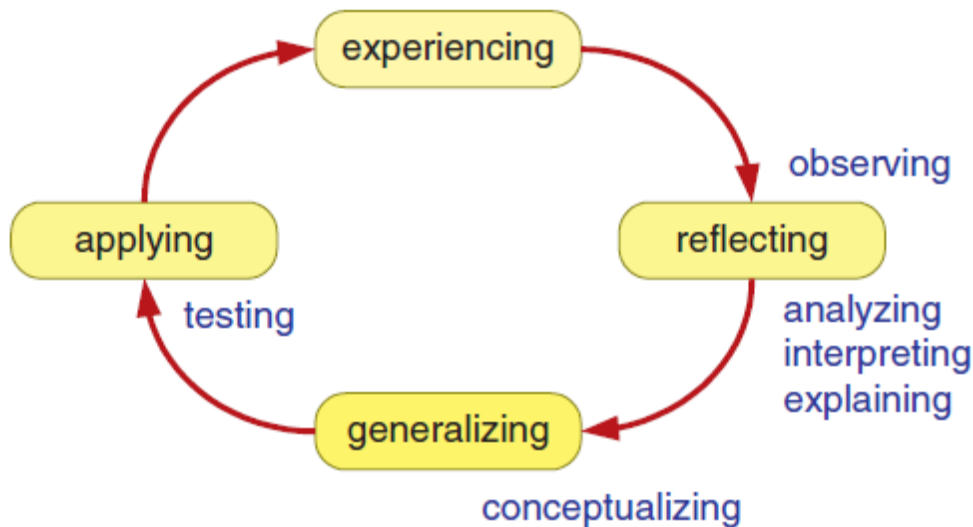 experiencing
observing
applying
reflecting
testing
analyzing
interpreting
explaining
generalizing
conceptualizing